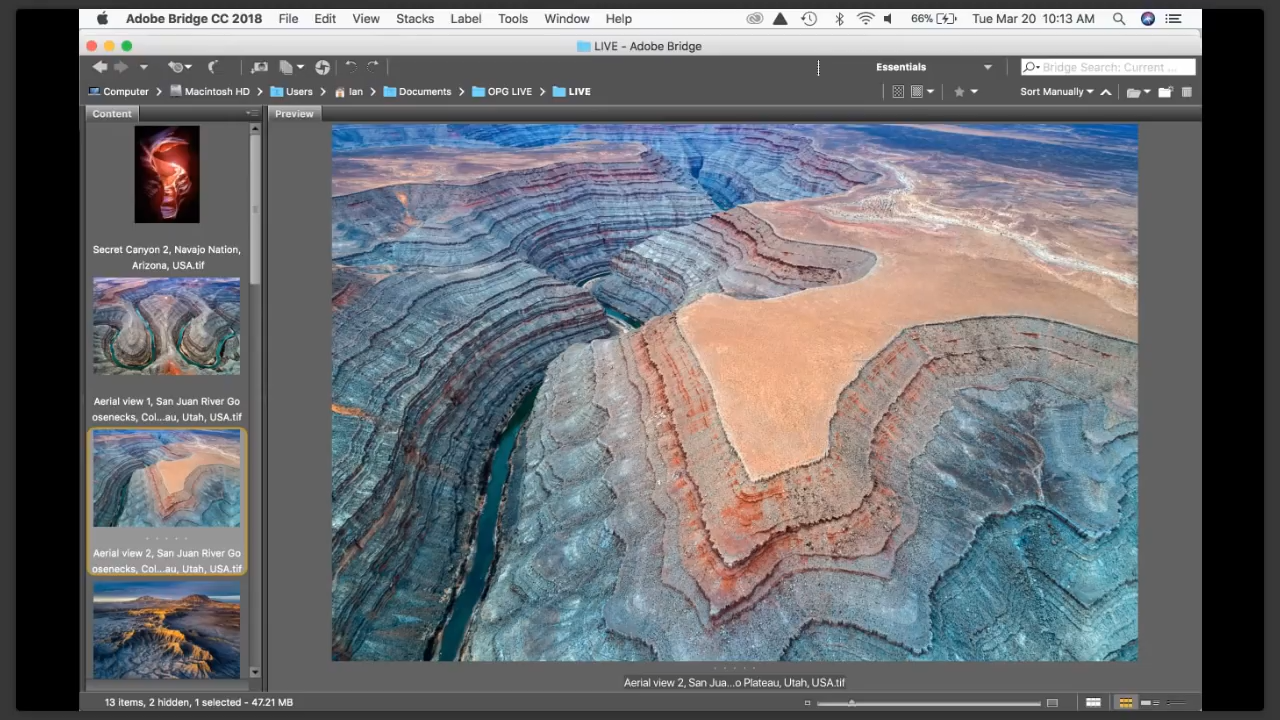 Adobe Bridge CC 2018 File Edit View Stacks Label Tools Window Help 66% Tue Mar 20 10:13 AM
LIVE - Adobe Bridge
Essentials Bridge Search: Current ...
Computer Macintosh HD Users Ian Documents OPG LIVE LIVE Sort Manually
Content Preview
Secret Canyon 2, Navajo Nation,
Arizona, USA.tif
Aerial view 1, San Juan River Go
osenecks, Col...au, Utah, USA.tif
Aerial view 2, San Juan River Go
osenecks, Col...au, Utah, USA.tif
Aerial view 2, San Jua...o Plateau, Utah, USA.tif
13 items, 2 hidden, 1 selected - 47.21 MB